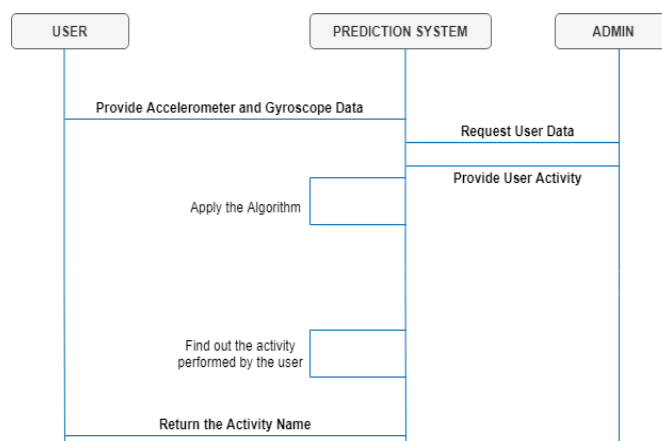 USER
PREDICTION SYSTEM
ADMIN
Provide Accelerometer and Gyroscope Data
Request User Data
Provide User Activity
Apply the Algorithm
Find out the activity
performed by the user
Return the Activity Name